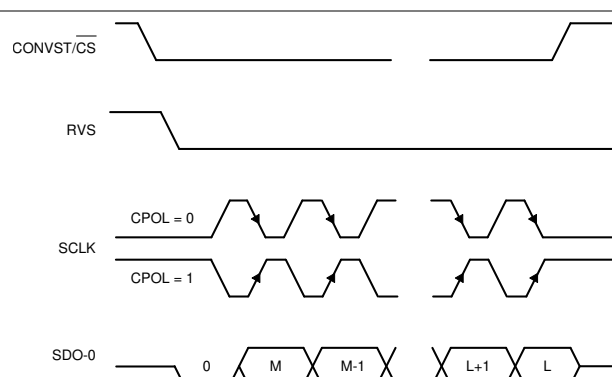 CONVST/CS
RVS
CPOL = 0
SCLK
CPOL = 1
SDO-0
0 M M-1 L+1 L